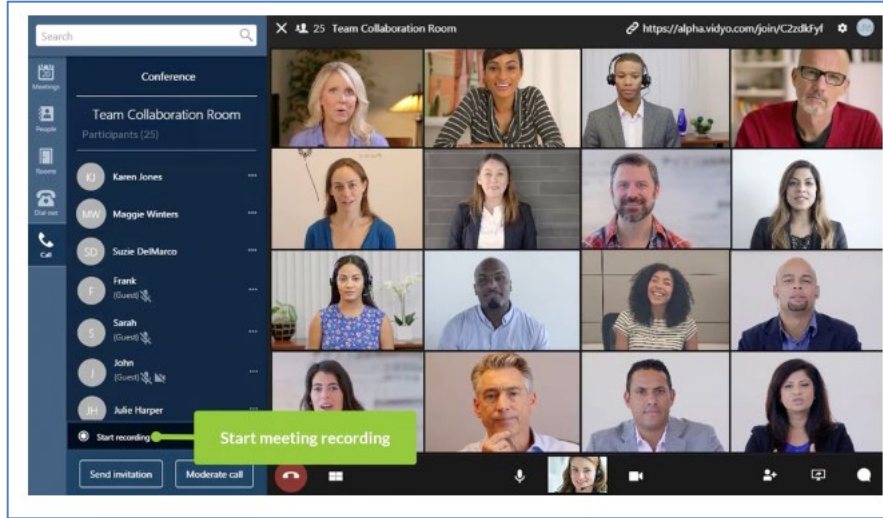 Search
Meetings
People
Rooms
Dial out
Call
Conference
Team Collaboration Room
Participants (25)
KJ Karen Jones
MW Maggie Winters
SD Suzie DelMarco
F Frank
(Guest)
S Sarah
(Guest)
J John
(Guest)
JH Julie Harper
Start recording
Send invitation Moderate call
25 Team Collaboration Room https://alpha.vidyo.com/join/C2zdkFyf
Start meeting recording